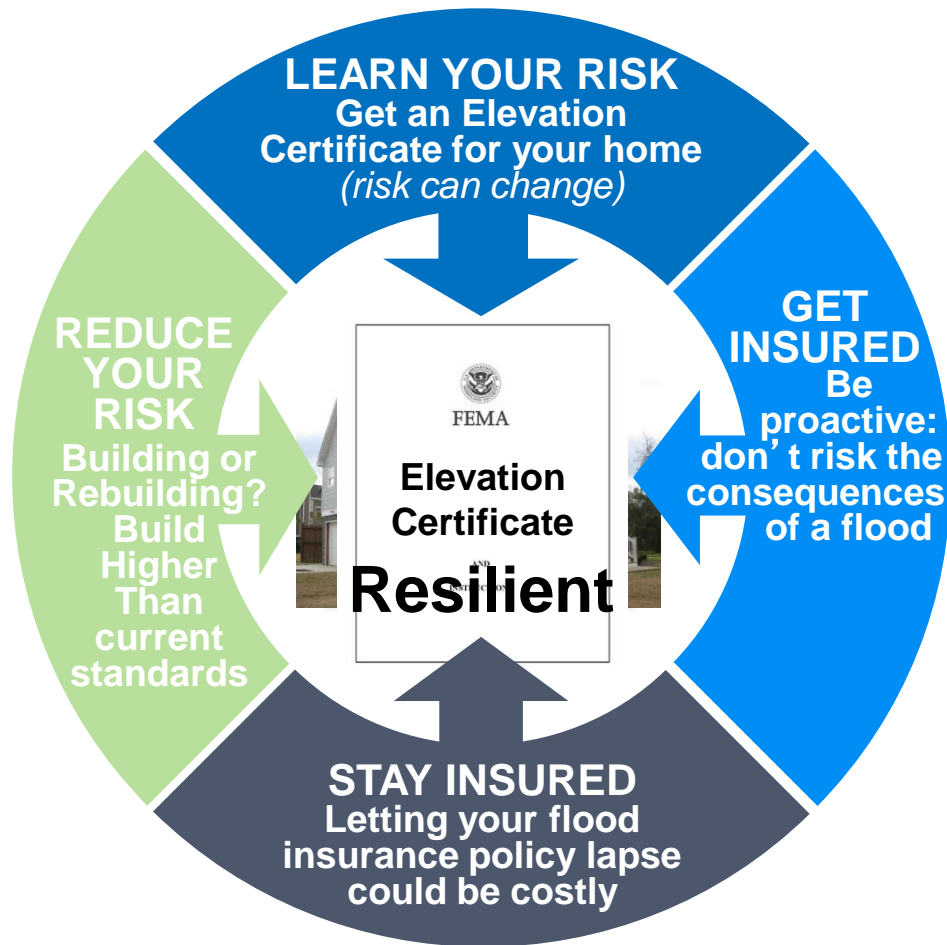 LEARN YOUR RISK
Get an Elevation
Certificate for your home
(risk can change)
GET
INSURED
Be
proactive:
don’t risk the
consequences
of a flood
STAY INSURED
Letting your flood
insurance policy lapse
could be costly
REDUCE
YOUR
RISK
Building or
Rebuilding?
Build
Higher
Than
current
standards
FEMA
Elevation
Certificate
AND
Resilient